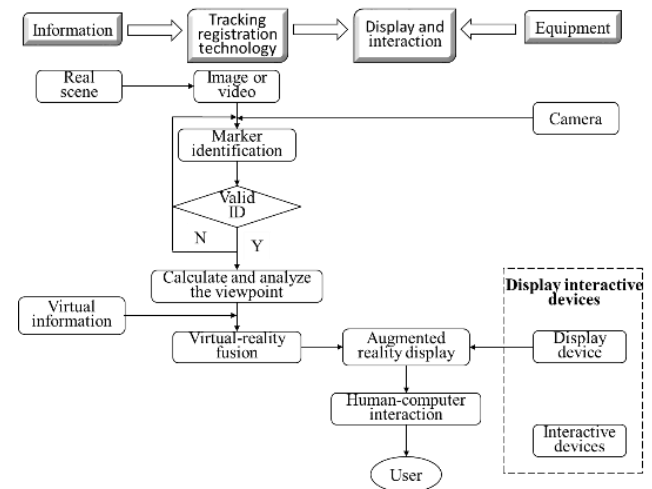 Information
Tracking
registration
technology
Display and
interaction
Equipment
Real
scene
Image or
video
Camera
Marker
identification
Valid
ID
N
Y
Calculate and analyze
the viewpoint
Display interactive
devices
Virtual
information
Virtual-reality
fusion
Augmented
reality display
Display
device
Human-computer
interaction
Interactive
devices
User